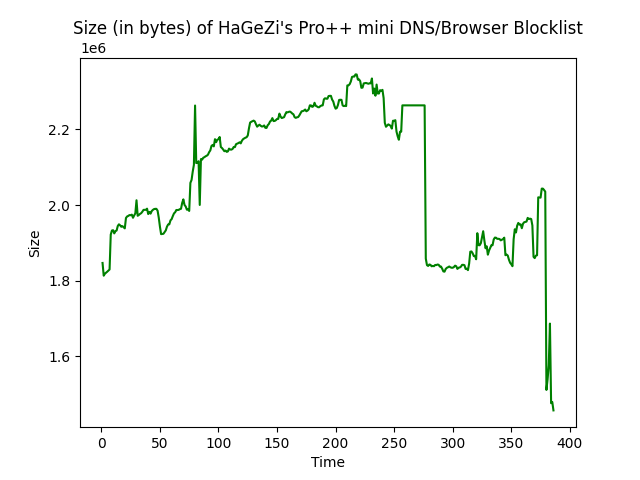 Size (in bytes) of HaGeZi's Pro++ mini DNS/Browser Blocklist
1e6
2.2
2.0
1.8
1.6
Size
0 50 100 150 200 250 300 350 400
Time